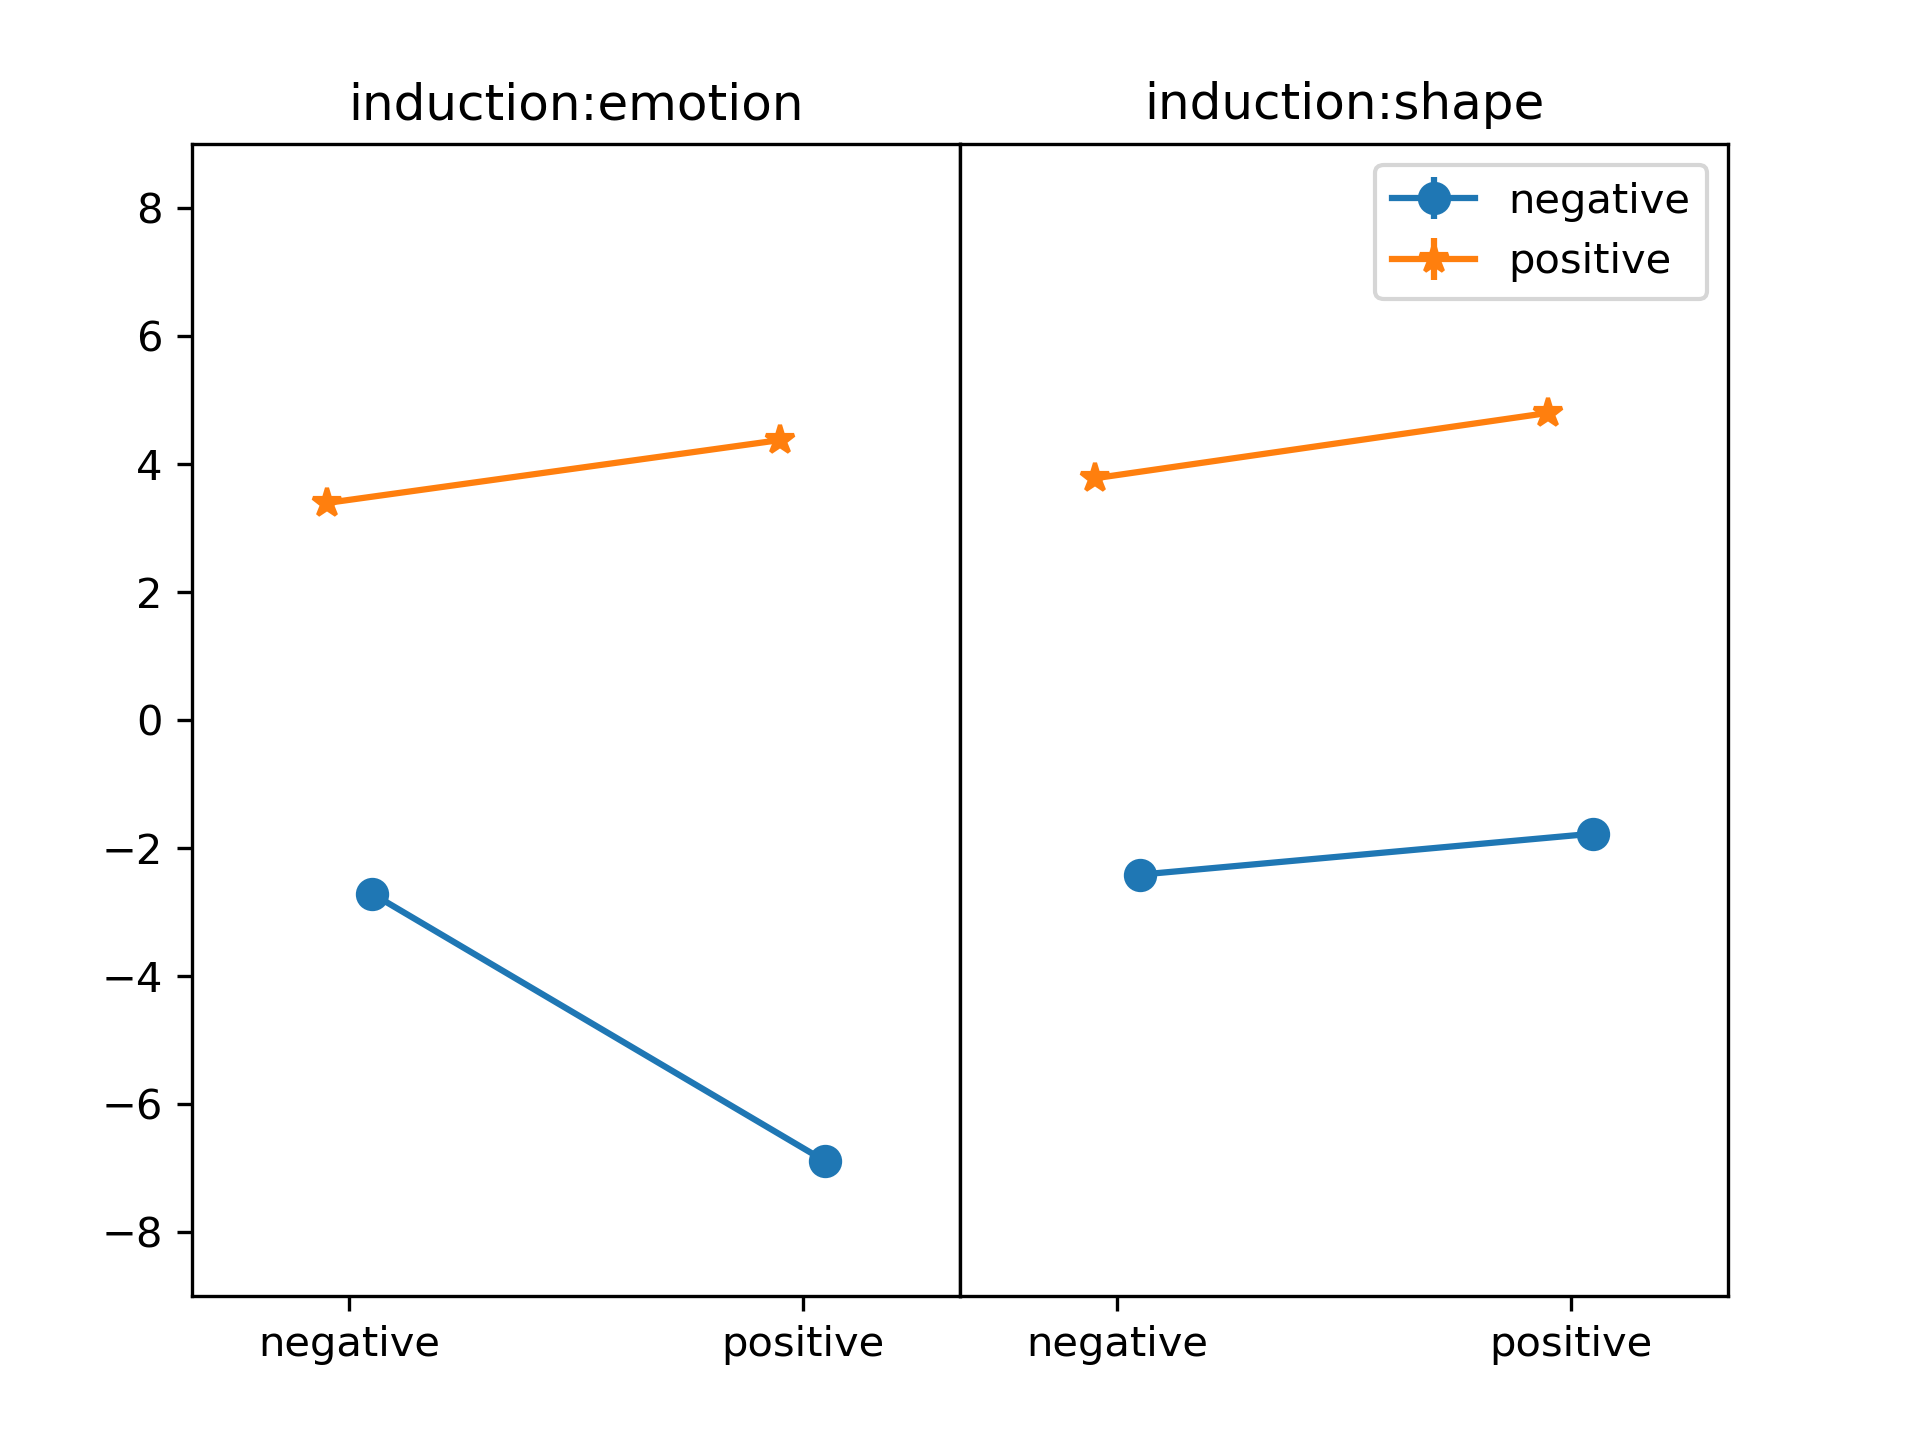 induction:emotion
induction:shape
negative
positive
8
6
4
2
0
−2
−4
−6
−8
negative
positive
negative
positive